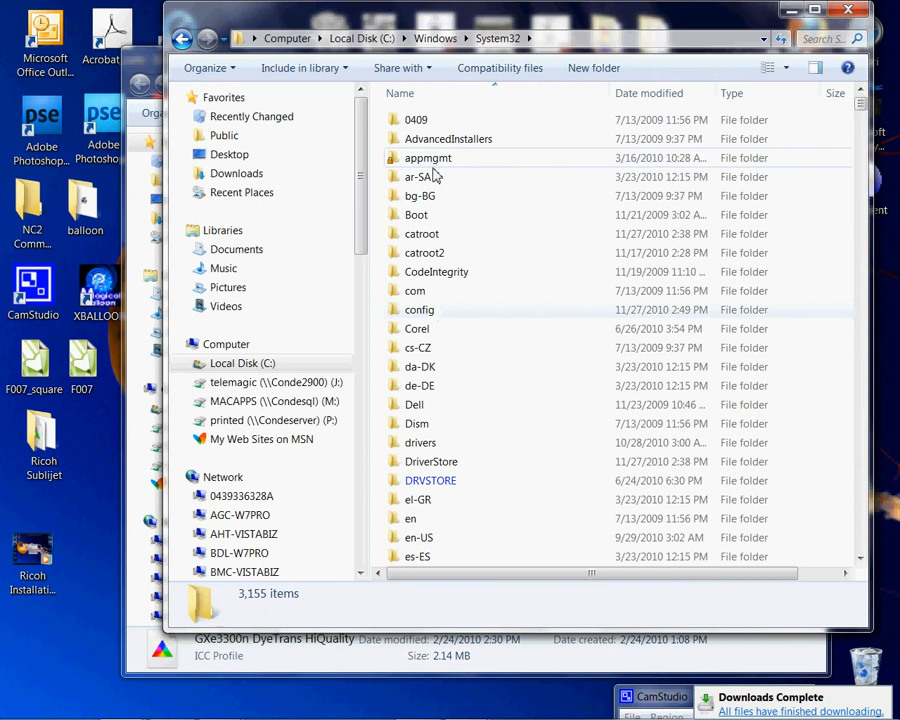 Microsoft
Office Outl...
Acrobat
Adobe
Photoshop...
Adobe
Photoshop
NC2
Comm...
balloon
CamStudio
XBALLOON
F007_square
F007
Ricoh
Sublijet
Ricoh
Installati...
Computer
Local Disk (C:)
Windows
System32
Search S...
Organize
Include in library
Share with
Compatibility files
New folder
Favorites
Recently Changed
Public
Desktop
Downloads
Recent Places
Libraries
Documents
Music
Pictures
Videos
Computer
Local Disk (C:)
telemagic (\\Conde2900) (J:)
MACAPPS (\\Condesql) (M:)
printed (\\Condeserver) (P:)
My Web Sites on MSN
Network
0439336328A
AGC-W7PRO
AHT-VISTABIZ
BDL-W7PRO
BMC-VISTABIZ
Name Date modified Type Size
0409 7/13/2009 11:56 PM File folder
AdvancedInstallers 7/13/2009 9:37 PM File folder
appmgmt 3/16/2010 10:28 A... File folder
ar-SA 3/23/2010 12:15 PM File folder
bg-BG 7/13/2009 9:37 PM File folder
Boot 11/21/2009 3:02 A... File folder
catroot 11/27/2010 2:38 PM File folder
catroot2 11/17/2010 2:28 PM File folder
CodeIntegrity 11/19/2009 11:10 ... File folder
com 7/13/2009 11:56 PM File folder
config 11/27/2010 2:49 PM File folder
Corel 6/26/2010 3:54 PM File folder
cs-CZ 7/13/2009 9:37 PM File folder
da-DK 3/23/2010 12:15 PM File folder
de-DE 3/23/2010 12:15 PM File folder
Dell 11/23/2009 10:46 ... File folder
Dism 7/13/2009 11:56 PM File folder
drivers 10/28/2010 3:00 A... File folder
DriverStore 11/27/2010 2:38 PM File folder
DRVSTORE 6/24/2010 6:30 PM File folder
el-GR 3/23/2010 12:15 PM File folder
en 7/13/2009 11:56 PM File folder
en-US 9/29/2010 3:02 AM File folder
es-ES 3/23/2010 12:15 PM File folder
3,155 items
GXe3300n DyeTrans HiQuality Date modified: 2/24/2010 2:30 PM Date created: 2/24/2010 1:08 PM
ICC Profile Size: 2.14 MB
CamStudio
File Region
Downloads Complete
All files have finished downloading.